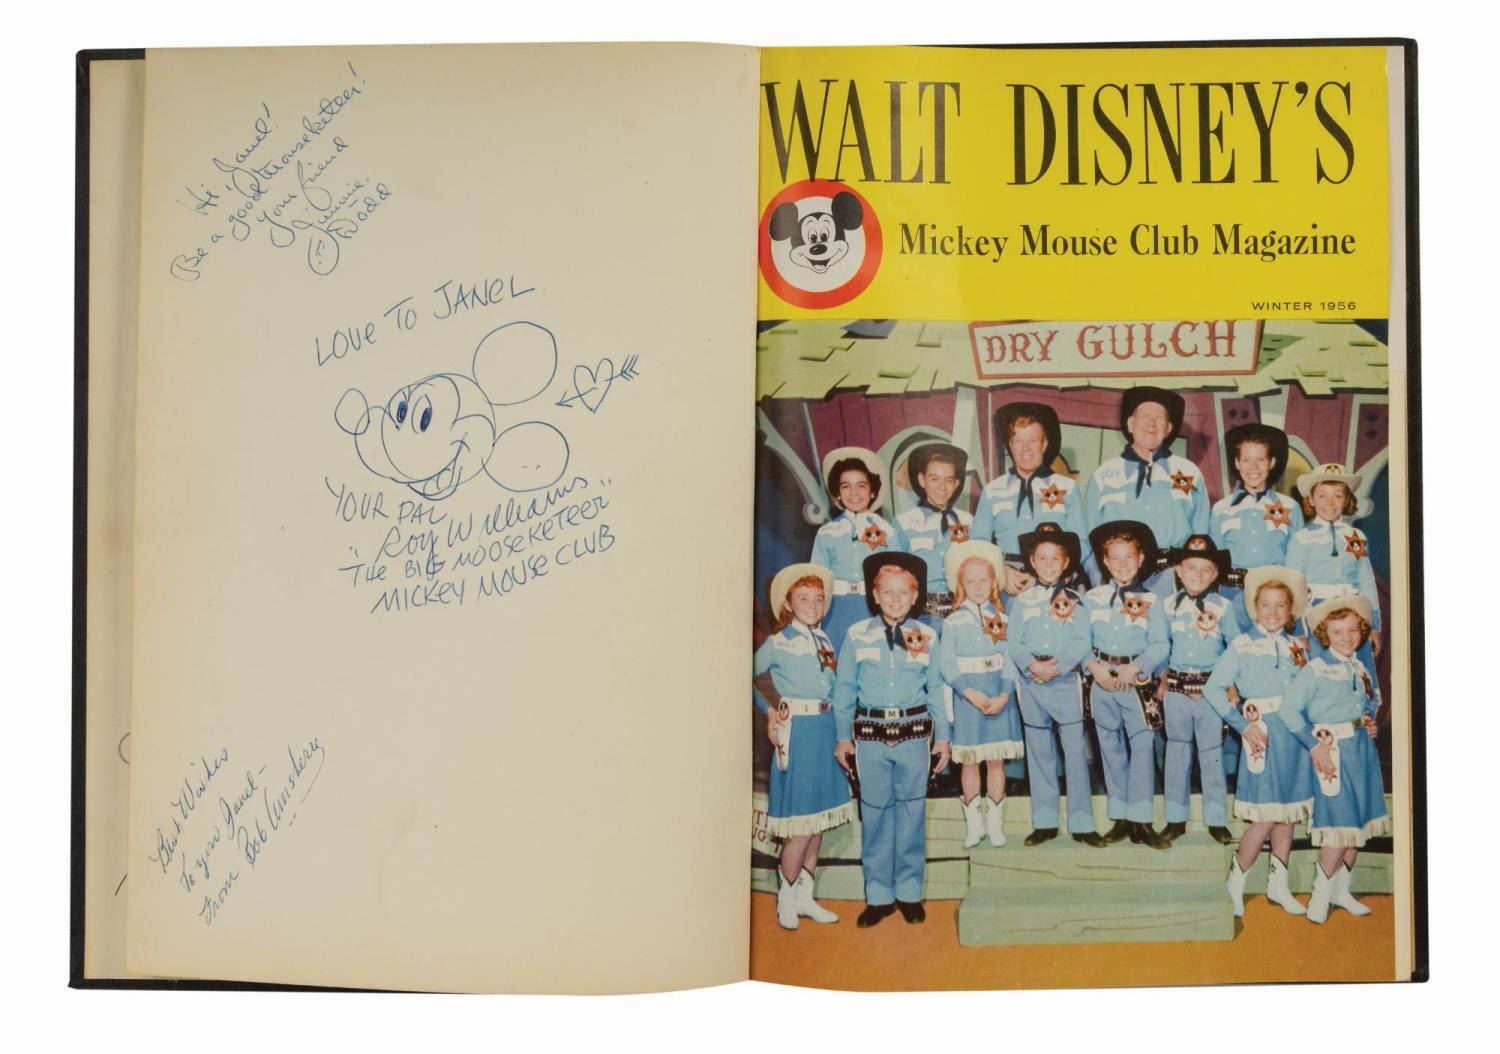 Hi, Janel!
Be a good mouseketeer!
Your friend
Jimmie
Dodd
LOVE TO JANEL
YOUR PAL
"Roy Williams"
THE BIG MOOSEKETEER
MICKEY MOUSE CLUB
Best Wishes
To you Janel-
From Bob Amsberry
WALT DISNEY'S
Mickey Mouse Club Magazine
WINTER 1956
DRY GULCH
ROY
M
M